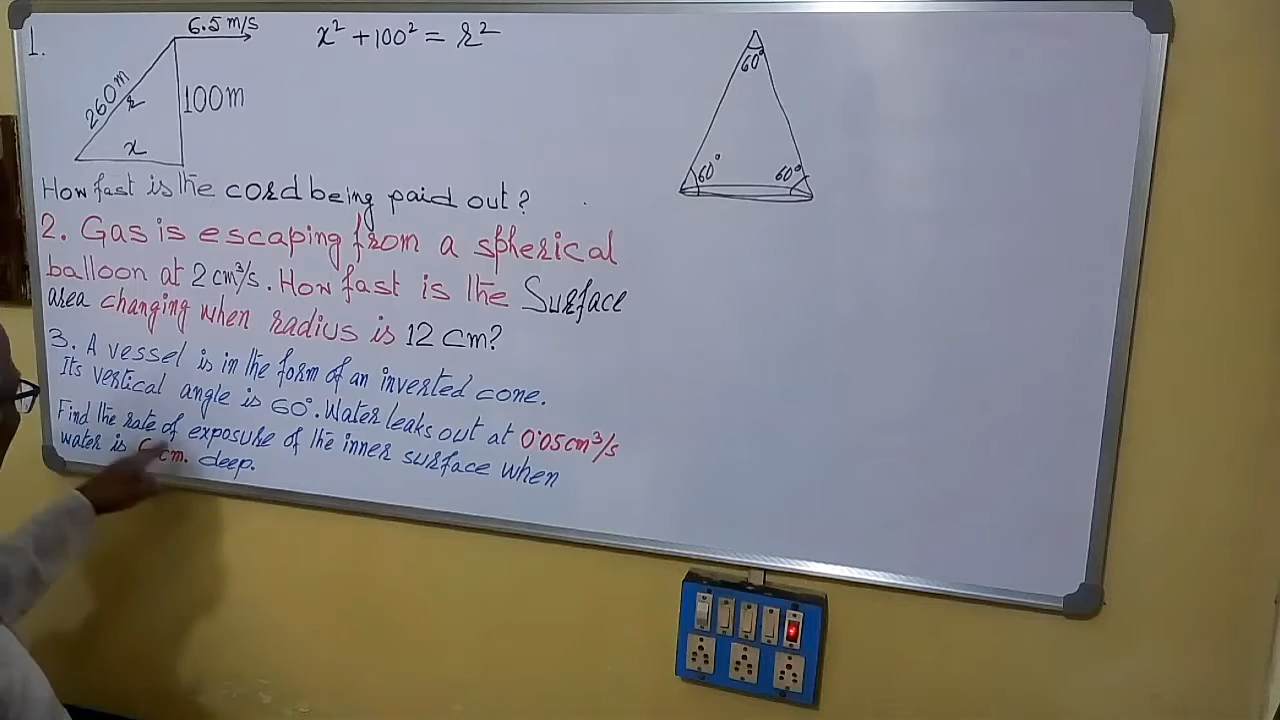 1.
6.5 m/s
x² + 100² = r²
260m
r
100m
x
60°
60°
60°
How fast is the cord being paid out?
2. Gas is escaping from a spherical
balloon at 2 cm³/s. How fast is the Surface
area changing when radius is 12 cm?
3. A vessel is in the form of an inverted cone.
Its vertical angle is 60°. Water leaks out at 0.05cm³/s
Find the rate of exposure of the inner surface when
water is cm. deep.